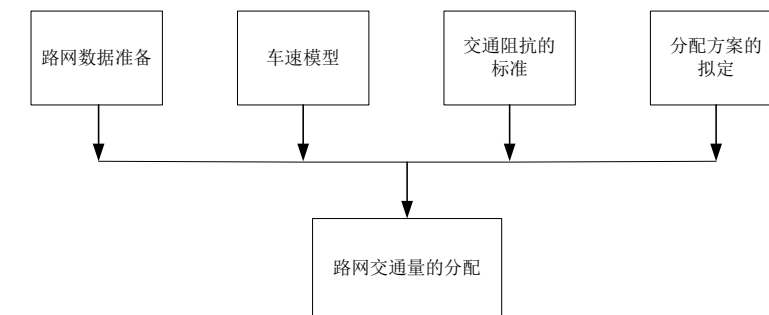 路网数据准备
车速模型
交通阻抗的
标准
分配方案的
拟定
路网交通量的分配